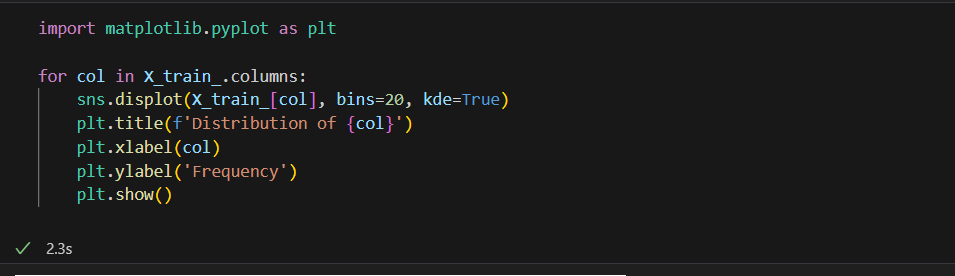 import matplotlib.pyplot as plt
for col in X_train_.columns:
sns.displot(X_train_[col], bins=20, kde=True)
plt.title(f'Distribution of {col}')
plt.xlabel(col)
plt.ylabel('Frequency')
plt.show()
2.3s